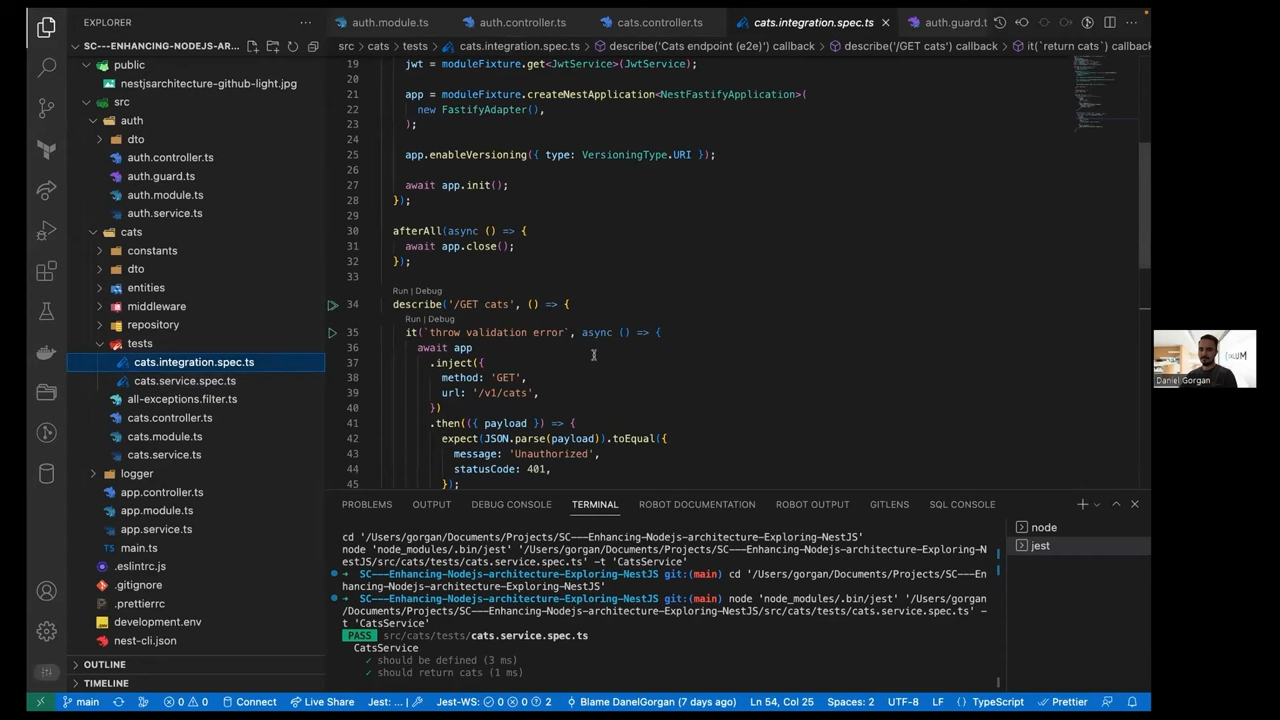 EXPLORER
SC---ENHANCING-NODEJS-AR...
public
nestjsarchitecture-github-light.jpg
src
auth
dto
auth.controller.ts
auth.guard.ts
auth.module.ts
auth.service.ts
cats
constants
dto
entities
middleware
repository
tests
cats.integration.spec.ts
cats.service.spec.ts
all-exceptions.filter.ts
cats.controller.ts
cats.module.ts
cats.service.ts
logger
app.controller.ts
app.module.ts
app.service.ts
main.ts
.eslintrc.js
.gitignore
.prettierrc
development.env
nest-cli.json
OUTLINE
TIMELINE
auth.module.ts auth.controller.ts cats.controller.ts cats.integration.spec.ts auth.guard.t
src > cats > tests > cats.integration.spec.ts > describe('Cats endpoint (e2e)') callback > describe('/GET cats') callback > it(`return cats`) callback
19 jwt = moduleFixture.get<JwtService>(JwtService);
20
21 app = moduleFixture.createNestApplication<NestFastifyApplication>(
22 new FastifyAdapter(),
23 );
24
25 app.enableVersioning({ type: VersioningType.URI });
26
27 await app.init();
28 });
29
30 afterAll(async () => {
31 await app.close();
32 });
33
Run | Debug
34 describe('/GET cats', () => {
Run | Debug
35 it(`throw validation error`, async () => {
36 await app
37 .inject({
38 method: 'GET',
39 url: '/v1/cats',
40 })
41 .then(({ payload }) => {
42 expect(JSON.parse(payload)).toEqual({
43 message: 'Unauthorized',
44 statusCode: 401,
45 });
PROBLEMS OUTPUT DEBUG CONSOLE TERMINAL ROBOT DOCUMENTATION ROBOT OUTPUT GITLENS SQL CONSOLE
cd '/Users/gorgan/Documents/Projects/SC---Enhancing-Nodejs-architecture-Exploring-NestJS'
node 'node_modules/.bin/jest' '/Users/gorgan/Documents/Projects/SC---Enhancing-Nodejs-architecture-Exploring-N
estJS/src/cats/tests/cats.service.spec.ts' -t 'CatsService'
➜ SC---Enhancing-Nodejs-architecture-Exploring-NestJS git:(main) cd '/Users/gorgan/Documents/Projects/SC---En
hancing-Nodejs-architecture-Exploring-NestJS'
➜ SC---Enhancing-Nodejs-architecture-Exploring-NestJS git:(main) node 'node_modules/.bin/jest' '/Users/gorgan
/Documents/Projects/SC---Enhancing-Nodejs-architecture-Exploring-NestJS/src/cats/tests/cats.service.spec.ts' -
t 'CatsService'
PASS src/cats/tests/cats.service.spec.ts
CatsService
✓ should be defined (3 ms)
✓ should return cats (1 ms)
node
jest
Daniel Gorgan
main 0 0 Connect Live Share Jest: ... Jest-WS: 0 0 2 Blame DanelGorgan (7 days ago) Ln 54, Col 25 Spaces: 2 UTF-8 LF TypeScript Prettier